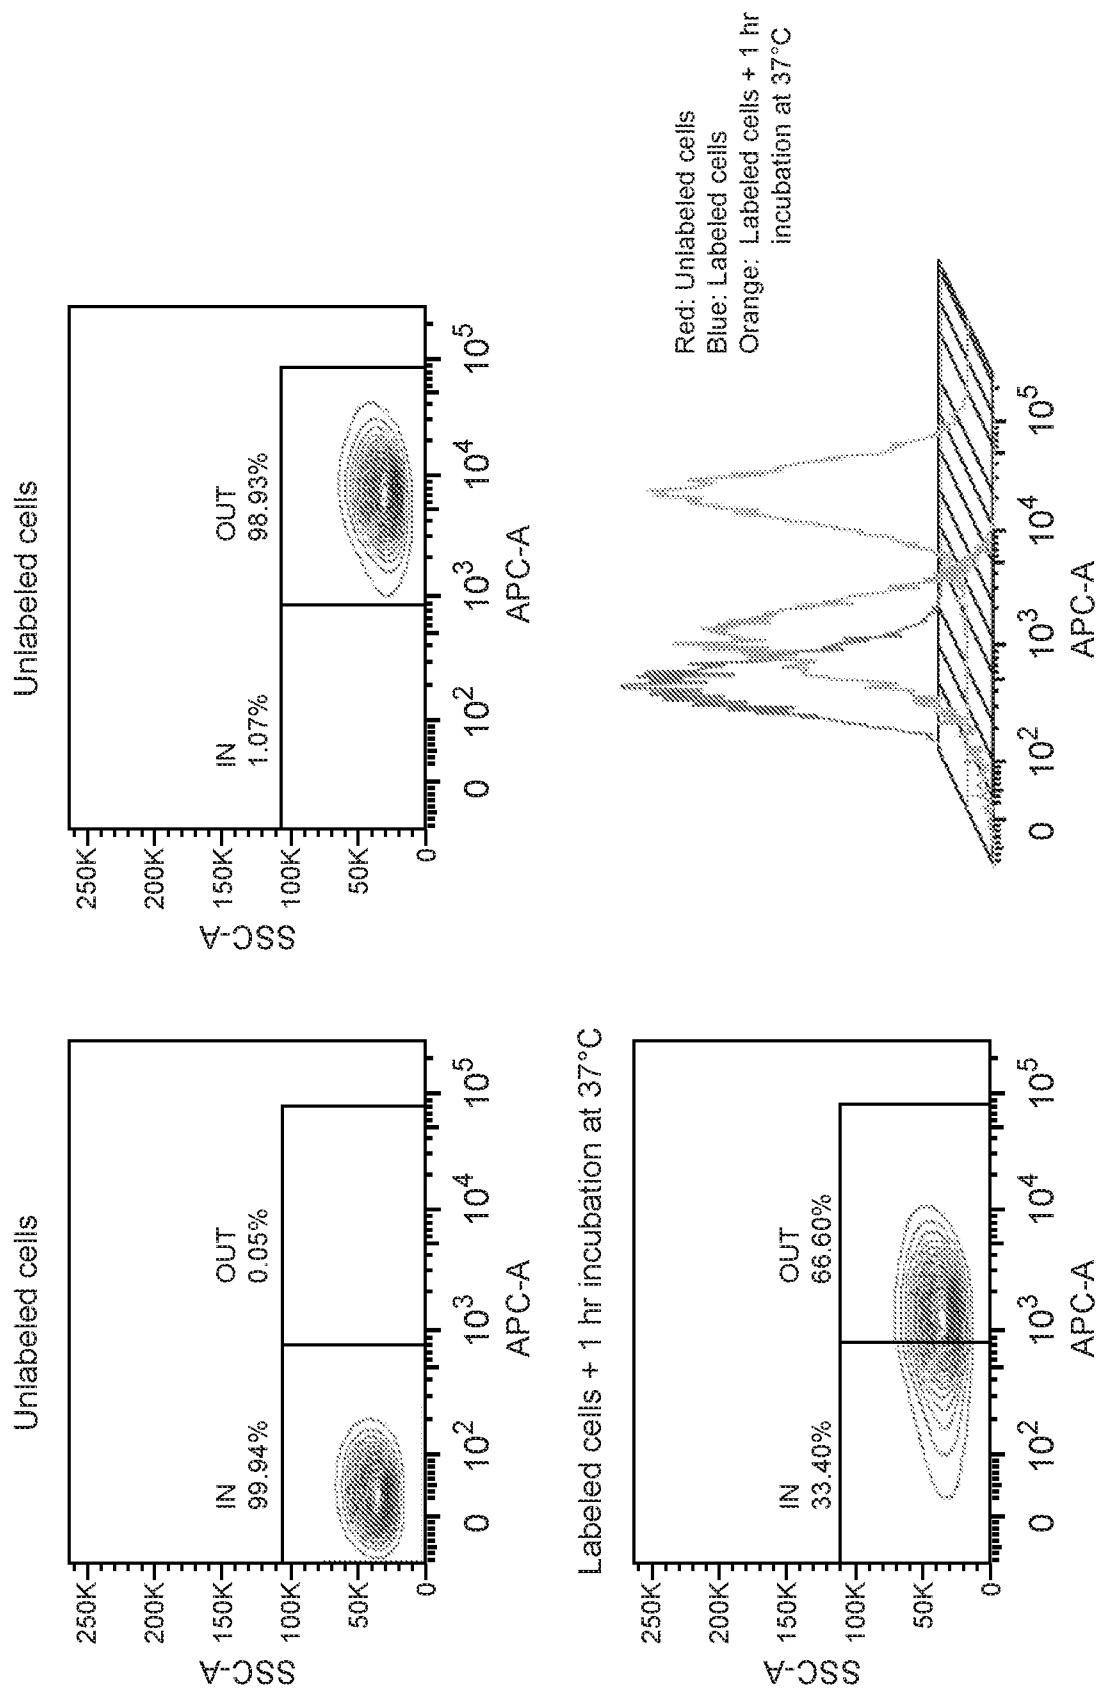 Unlabeled cells
250K
200K
150K
100K
50K
0
SSC-A
IN
99.94%
OUT
0.05%
0
10²
10³
10⁴
10⁵
APC-A
Unlabeled cells
250K
200K
150K
100K
50K
0
SSC-A
IN
1.07%
OUT
98.93%
0
10²
10³
10⁴
10⁵
APC-A
Labeled cells + 1 hr incubation at 37°C
250K
200K
150K
100K
50K
0
SSC-A
IN
33.40%
OUT
66.60%
0
10²
10³
10⁴
10⁵
APC-A
Red: Unlabeled cells
Blue: Labeled cells
Orange: Labeled cells + 1 hr
incubation at 37°C
0
10²
10³
10⁴
10⁵
APC-A